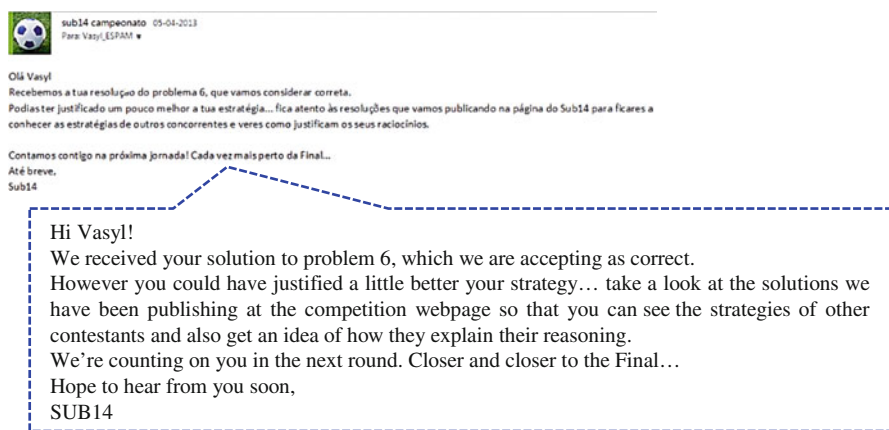 sub14 campeonato 05-04-2013
Para: Vasyl_ESPAM
Olá Vasyl
Recebemos a tua resolução do problema 6, que vamos considerar correta.
Podias ter justificado um pouco melhor a tua estratégia... fica atento às resoluções que vamos publicando na página do Sub14 para ficares a
conhecer as estratégias de outros concorrentes e veres como justificam os seus raciocínios.
Contamos contigo na próxima jornada! Cada vez mais perto da Final...
Até breve,
Sub14
Hi Vasyl!
We received your solution to problem 6, which we are accepting as correct.
However you could have justified a little better your strategy… take a look at the solutions we
have been publishing at the competition webpage so that you can see the strategies of other
contestants and also get an idea of how they explain their reasoning.
We’re counting on you in the next round. Closer and closer to the Final…
Hope to hear from you soon,
SUB14